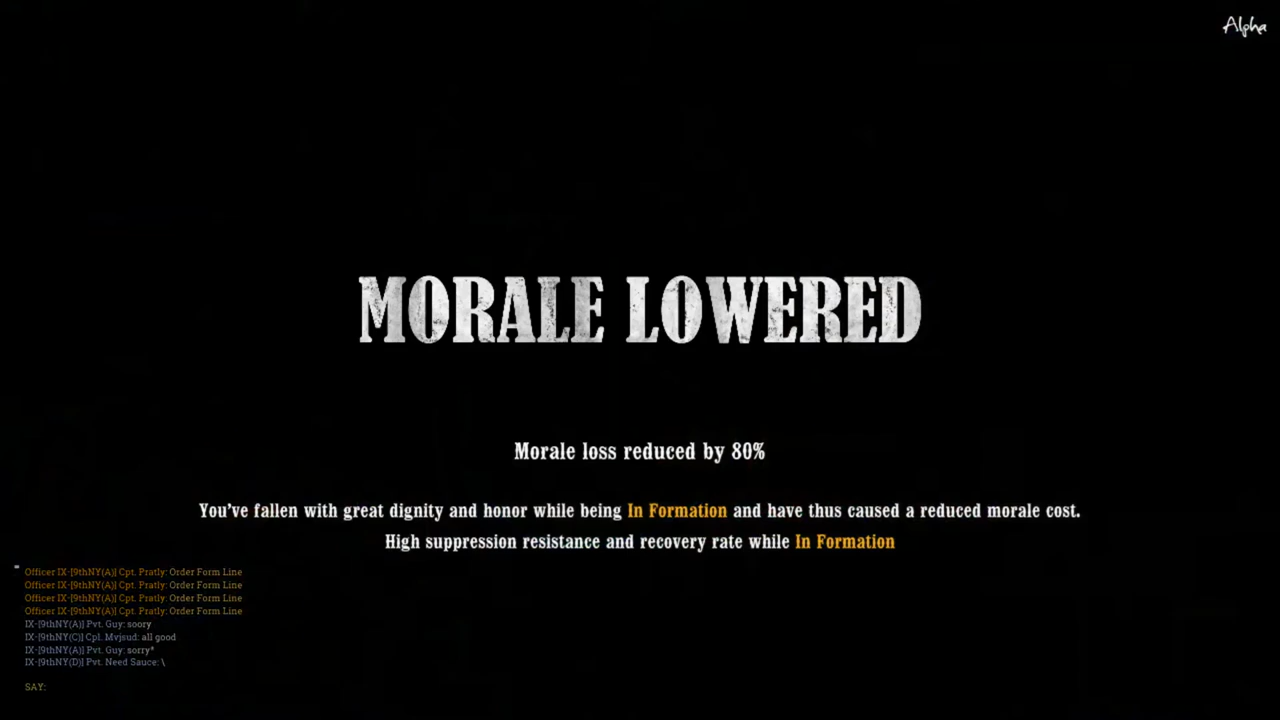 Alpha
MORALE LOWERED
Morale loss reduced by 80%
You've fallen with great dignity and honor while being In Formation and have thus caused a reduced morale cost.
High suppression resistance and recovery rate while In Formation
Officer IX-[9thNY(A)] Cpt. Pratly: Order Form Line
Officer IX-[9thNY(A)] Cpt. Pratly: Order Form Line
Officer IX-[9thNY(A)] Cpt. Pratly: Order Form Line
Officer IX-[9thNY(A)] Cpt. Pratly: Order Form Line
IX-[9thNY(A)] Pvt. Guy: soory
IX-[9thNY(C)] Cpl. Mvjsud: all good
IX-[9thNY(A)] Pvt. Guy: sorry*
IX-[9thNY(D)] Pvt. Need Sauce: \
SAY: